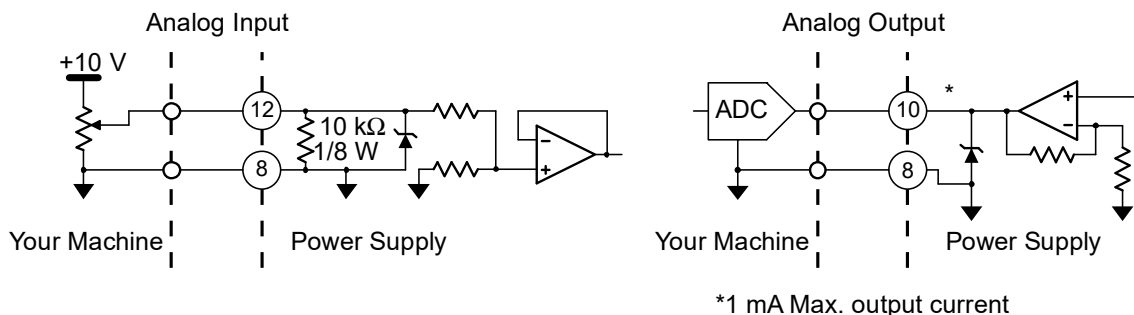 Analog Input
+10 V
12
10 kΩ
1/8 W
-
+
8
Your Machine
Power Supply
Analog Output
ADC
10
*
+
-
8
Your Machine
Power Supply
*1 mA Max. output current